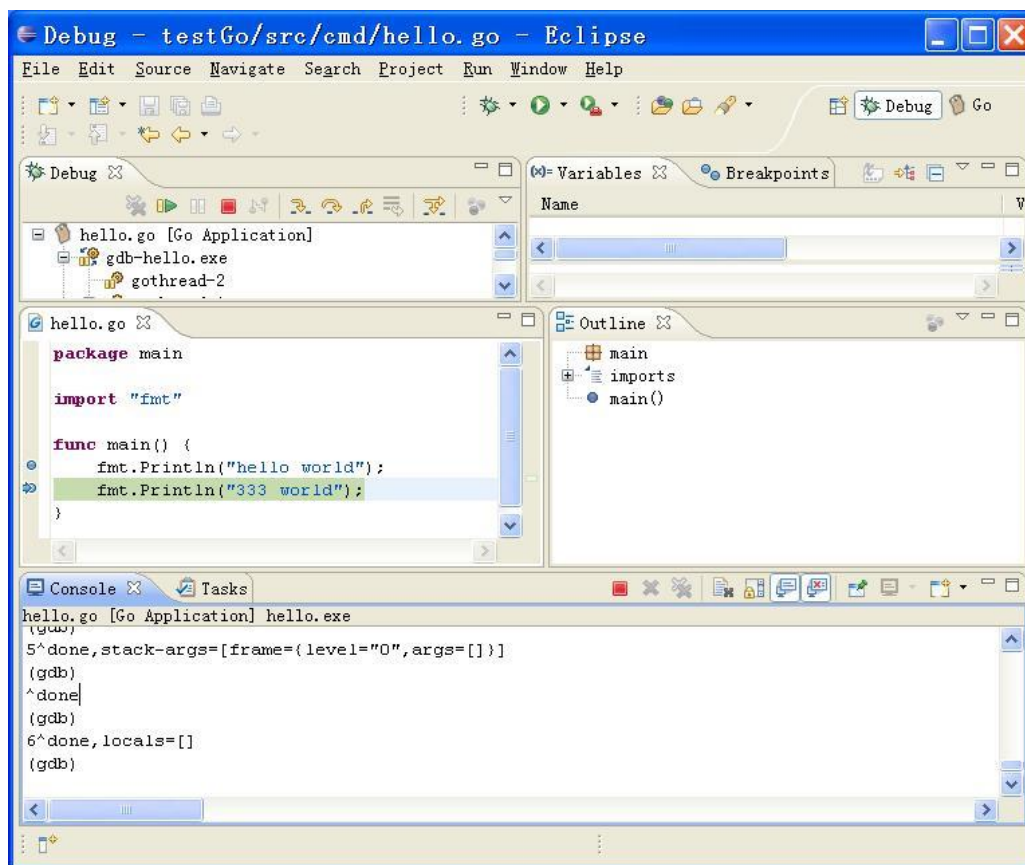 Debug - testGo/src/cmd/hello.go - Eclipse
File Edit Source Navigate Search Project Run Window Help
Debug Go
Debug
Variables Breakpoints
Name V
hello.go [Go Application]
gdb-hello.exe
gothread-2
hello.go
package main
import "fmt"
func main() {
fmt.Println("hello world");
fmt.Println("333 world");
}
Outline
main
imports
main()
Console Tasks
hello.go [Go Application] hello.exe
(gdb)
5^done,stack-args=[frame={level="0",args=[]}]
(gdb)
^done
(gdb)
6^done,locals=[]
(gdb)